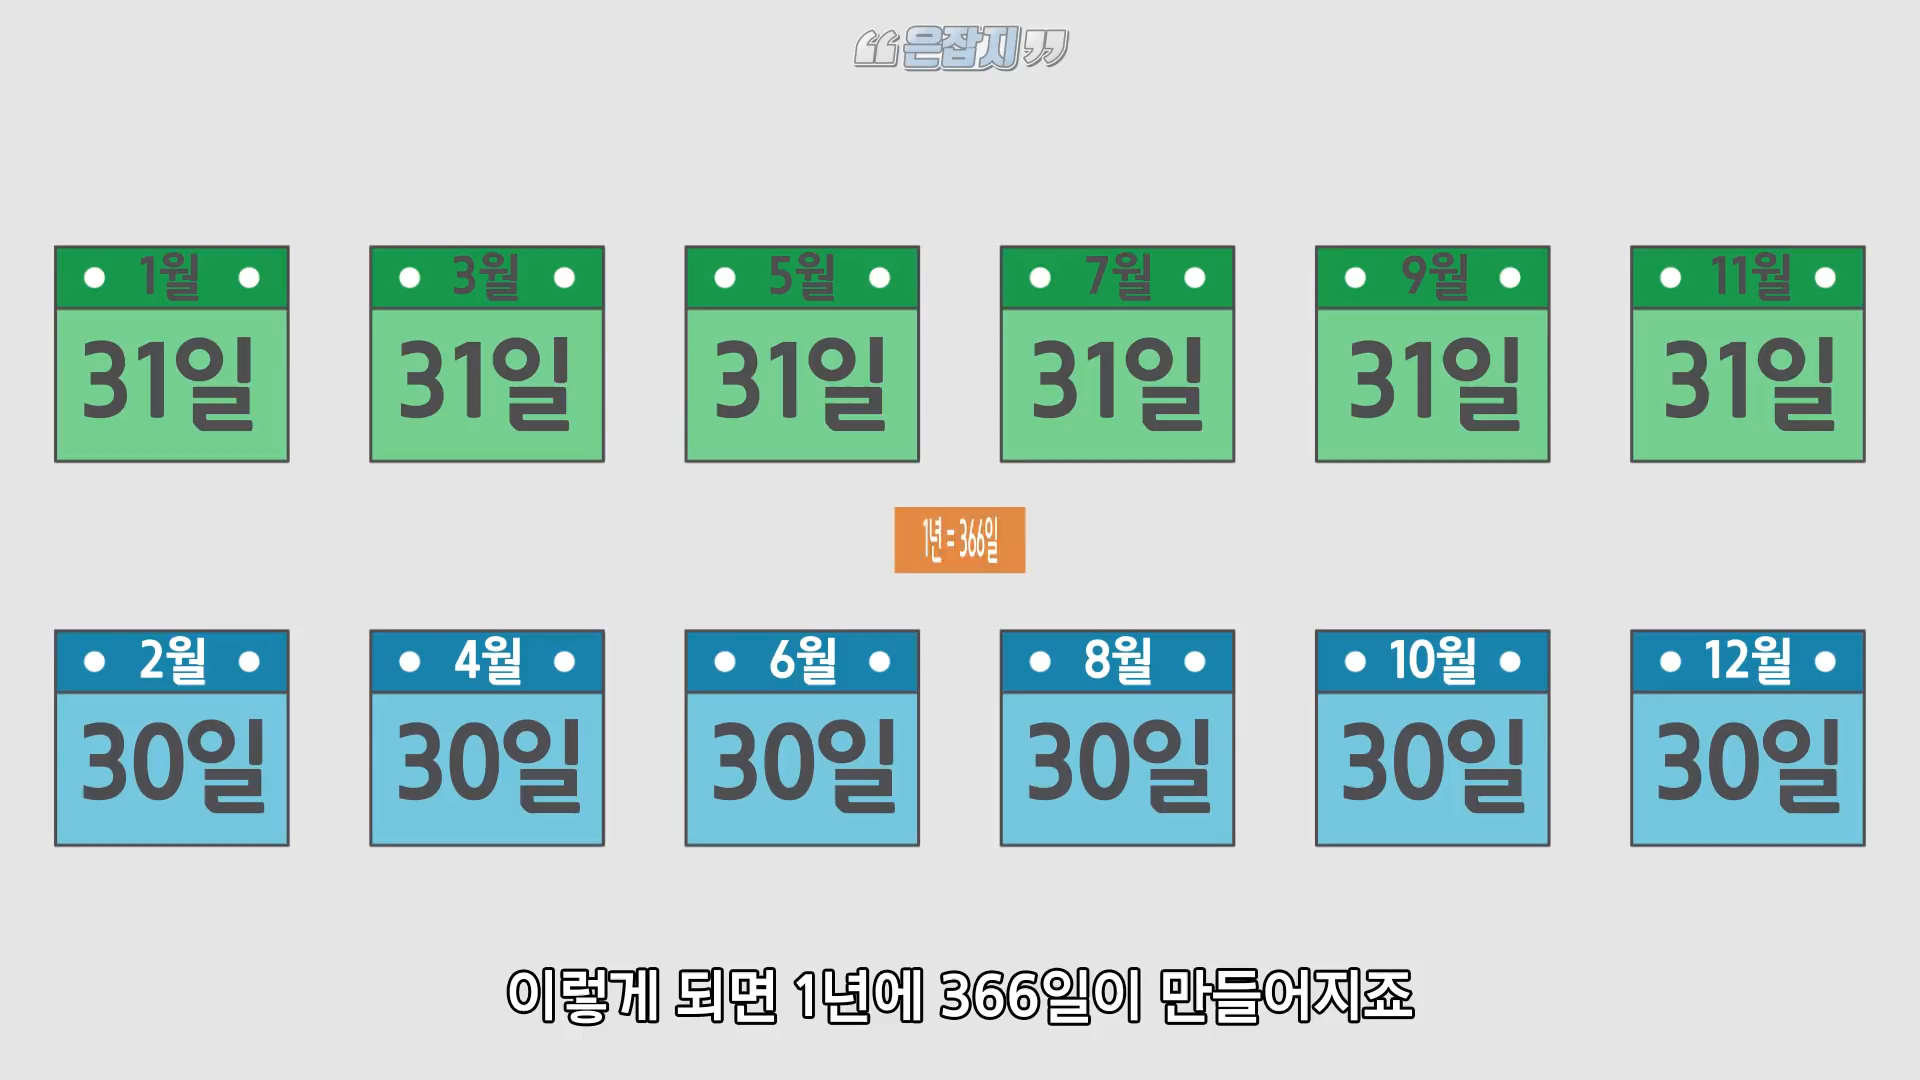 “은잡지”
1월
3월
5월
7월
9월
11월
31일
31일
31일
31일
31일
31일
1년 = 366일
2월
4월
6월
8월
10월
12월
30일
30일
30일
30일
30일
30일
이렇게 되면 1년에 366일이 만들어지죠